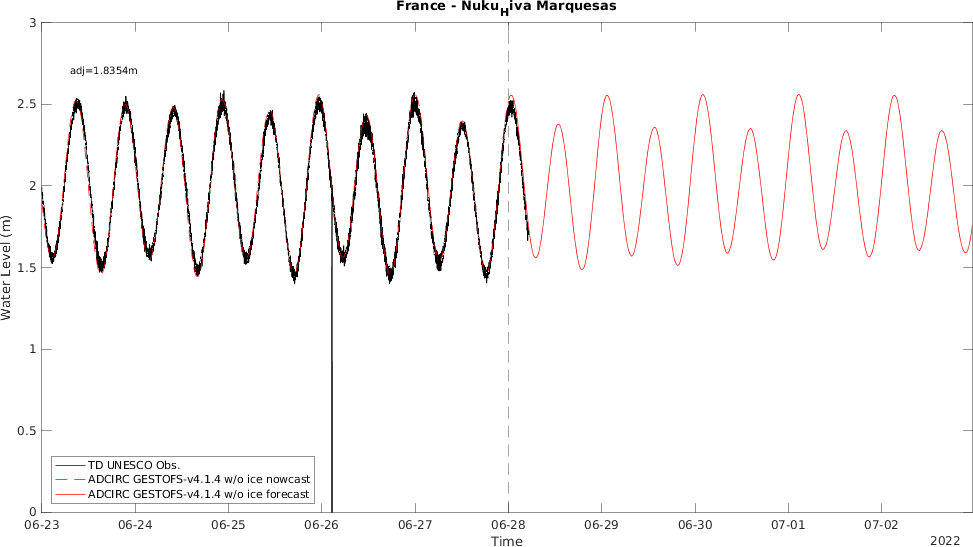 France - Nuku_Hiva Marquesas
adj=1.8354m
Water Level (m)
3
2.5
2
1.5
1
0.5
0
TD UNESCO Obs.
ADCIRC GESTOFS-v4.1.4 w/o ice nowcast
ADCIRC GESTOFS-v4.1.4 w/o ice forecast
06-23 06-24 06-25 06-26 06-27 06-28 06-29 06-30 07-01 07-02
Time
2022